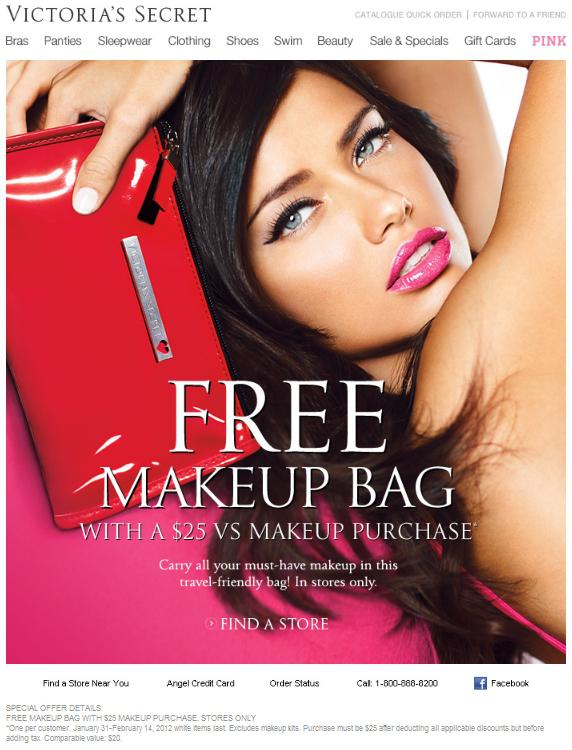 VICTORIA'S SECRET
CATALOGUE QUICK ORDER | FORWARD TO A FRIEND
Bras Panties Sleepwear Clothing Shoes Swim Beauty Sale & Specials Gift Cards PINK
VICTORIA'S SECRET
FREE
MAKEUP BAG
WITH A $25 VS MAKEUP PURCHASE*
Carry all your must-have makeup in this
travel-friendly bag! In stores only.
FIND A STORE
Find a Store Near You Angel Credit Card Order Status Call: 1-800-888-8200 Facebook
SPECIAL OFFER DETAILS:
FREE MAKEUP BAG WITH $25 MAKEUP PURCHASE, STORES ONLY
*One per customer, January 31-February 14, 2012 while items last. Excludes makeup kits. Purchase must be $25 after deducting all applicable discounts but before
adding tax. Comparable value: $20.